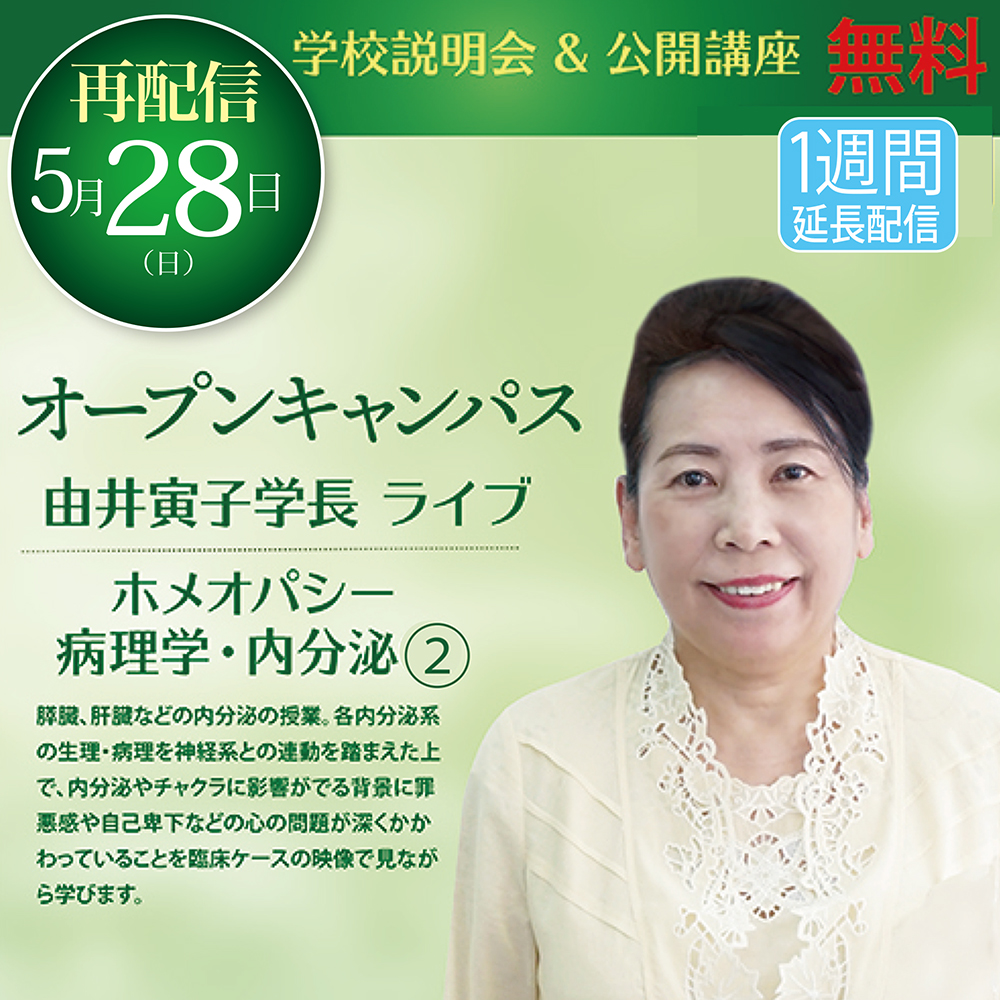 学校説明会 & 公開講座 無料
再配信
5月28日
（日）
1週間
延長配信
オープンキャンパス
由井寅子学長 ライブ
ホメオパシー
病理学・内分泌②
膵臓、肝臓などの内分泌の授業。各内分泌系
の生理・病理を神経系との連動を踏まえた上
で、内分泌やチャクラに影響がでる背景に罪
悪感や自己卑下などの心の問題が深くかか
わっていることを臨床ケースの映像で見なが
ら学びます。